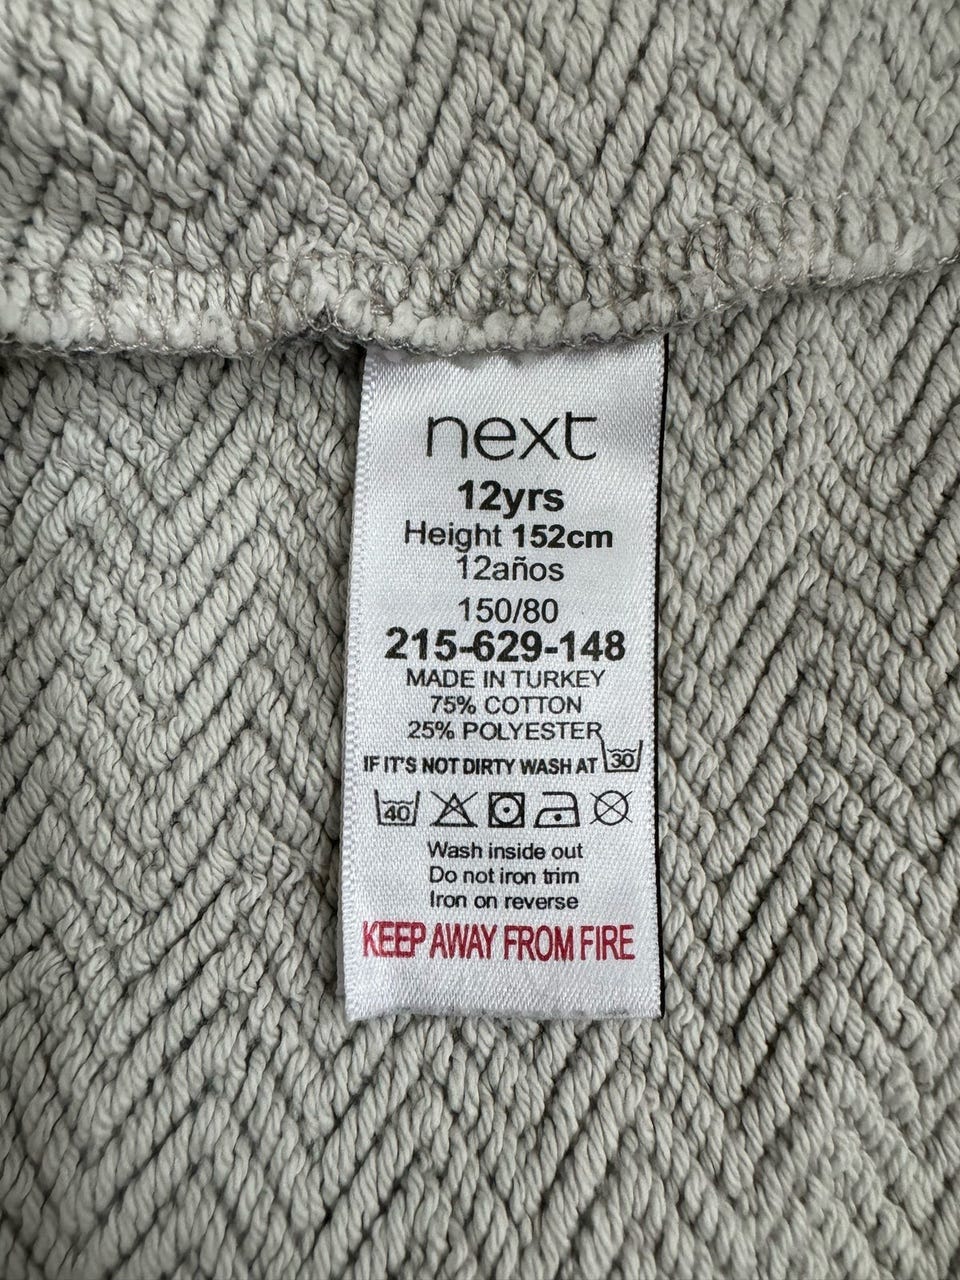 next
12yrs
Height 152cm
12años
150/80
215-629-148
MADE IN TURKEY
75% COTTON
25% POLYESTER
IF IT'S NOT DIRTY WASH AT 30
40
Wash inside out
Do not iron trim
Iron on reverse
KEEP AWAY FROM FIRE